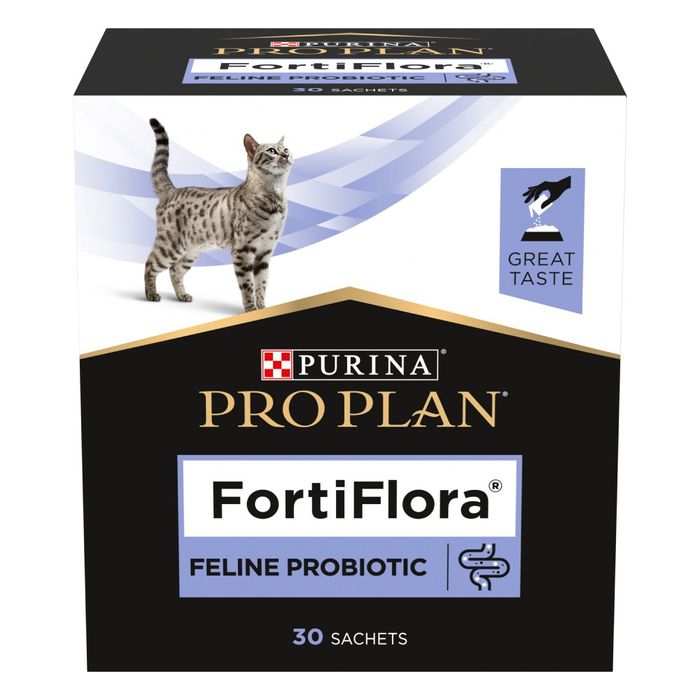 PURINA
PRO PLAN
FortiFlora®
FELINE PROBIOTIC
30 SACHETS
GREAT
TASTE
PURINA®
PRO PLAN®
FortiFlora®
FELINE PROBIOTIC
30 SACHETS